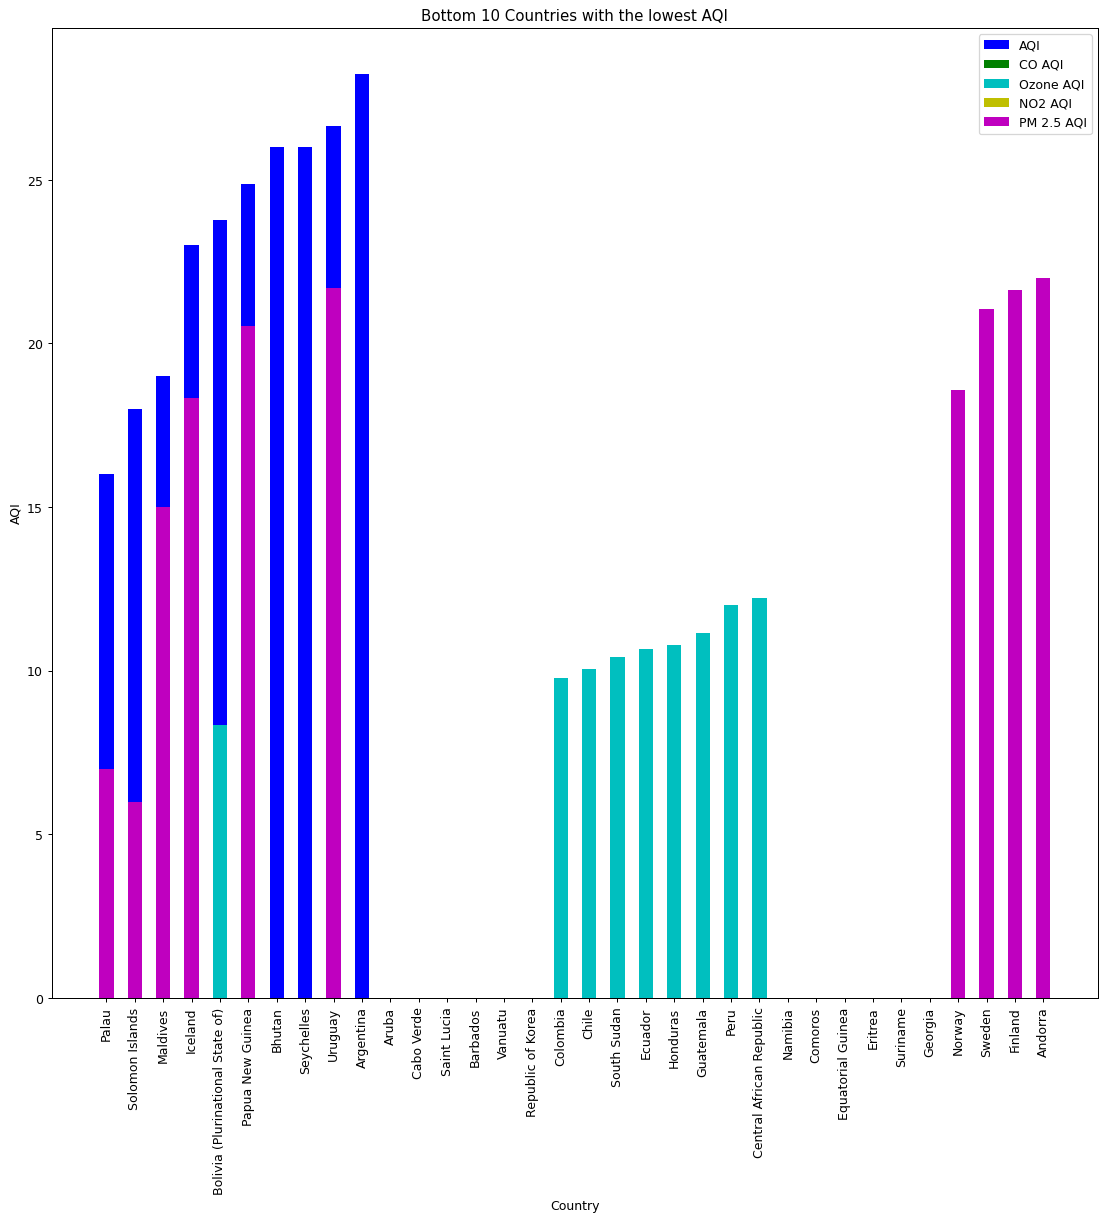 Bottom 10 Countries with the lowest AQI
AQI
CO AQI
Ozone AQI
NO2 AQI
PM 2.5 AQI
AQI
25
20
15
10
5
0
Palau
Solomon Islands
Maldives
Iceland
Bolivia (Plurinational State of)
Papua New Guinea
Bhutan
Seychelles
Uruguay
Argentina
Aruba
Cabo Verde
Saint Lucia
Barbados
Vanuatu
Republic of Korea
Colombia
Chile
South Sudan
Ecuador
Honduras
Guatemala
Peru
Central African Republic
Namibia
Comoros
Equatorial Guinea
Eritrea
Suriname
Georgia
Norway
Sweden
Finland
Andorra
Country